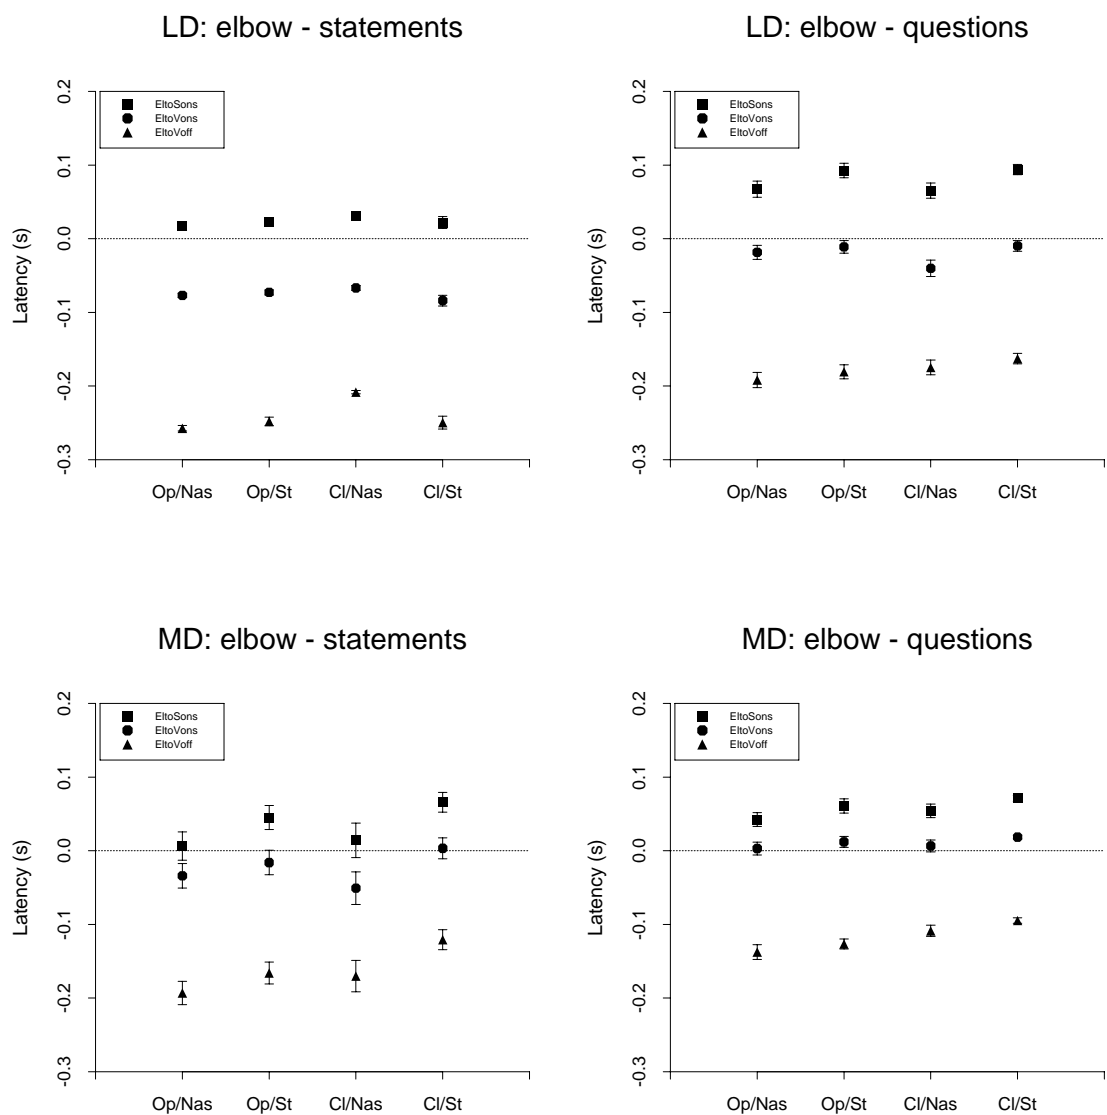 LD: elbow - statements
0.2
0.1
0.0
-0.1
-0.2
-0.3
Latency (s)
EltoSons
EltoVons
EltoVoff
Op/Nas Op/St Cl/Nas Cl/St
LD: elbow - questions
0.2
0.1
0.0
-0.1
-0.2
-0.3
Latency (s)
EltoSons
EltoVons
EltoVoff
Op/Nas Op/St Cl/Nas Cl/St
MD: elbow - statements
0.2
0.1
0.0
-0.1
-0.2
-0.3
Latency (s)
EltoSons
EltoVons
EltoVoff
Op/Nas Op/St Cl/Nas Cl/St
MD: elbow - questions
0.2
0.1
0.0
-0.1
-0.2
-0.3
Latency (s)
EltoSons
EltoVons
EltoVoff
Op/Nas Op/St Cl/Nas Cl/St